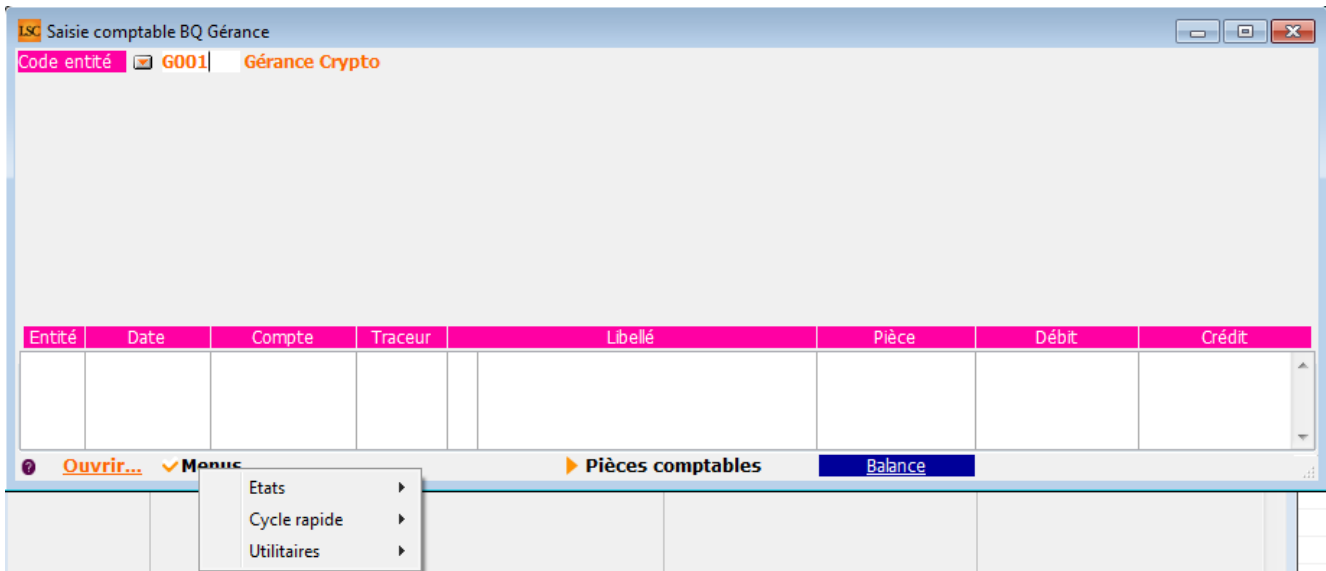 LSC Saisie comptable BQ Gérance
Code entité G001 Gérance Crypto
Entité Date Compte Traceur Libellé Pièce Débit Crédit
? Ouvrir... Menus Pièces comptables Balance
Etats
Cycle rapide
Utilitaires